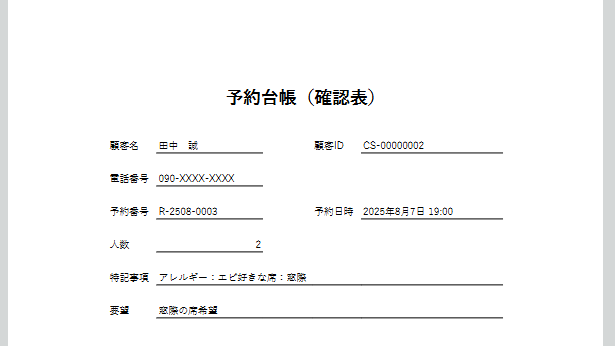 予約台帳（確認表）
顧客名 田中　誠 顧客ID CS-00000002
電話番号 090-XXXX-XXXX
予約番号 R-2508-0003 予約日時 2025年8月7日 19:00
人数 2
特記事項 アレルギー：エビ好きな席：窓際
要望 窓際の席希望